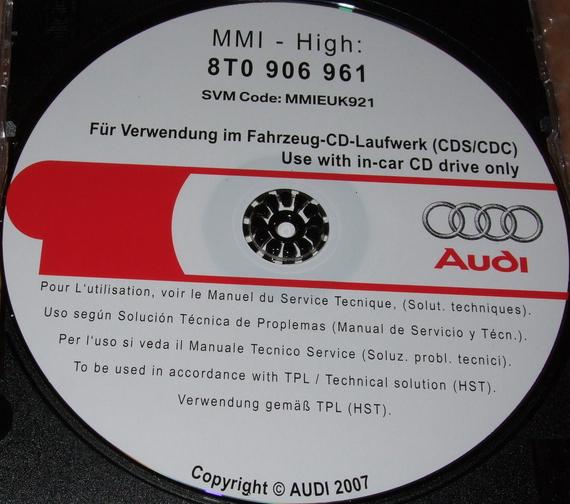 MMI - High:
8T0 906 961
SVM Code: MMIEUK921
Für Verwendung im Fahrzeug-CD-Laufwerk (CDS/CDC)
Use with in-car CD drive only
Audi
Pour L'utilisation, voir le Manuel du Service Tecnique, (Solut. techniques).
Uso según Solución Técnica de Proplemas (Manual de Servicio y Técn.).
Per l'uso si veda il Manuale Tecnico Service (Soluz. probl. tecnici).
To be used in accordance with TPL / Technical solution (HST).
Verwendung gemäß TPL (HST).
Copyright © AUDI 2007